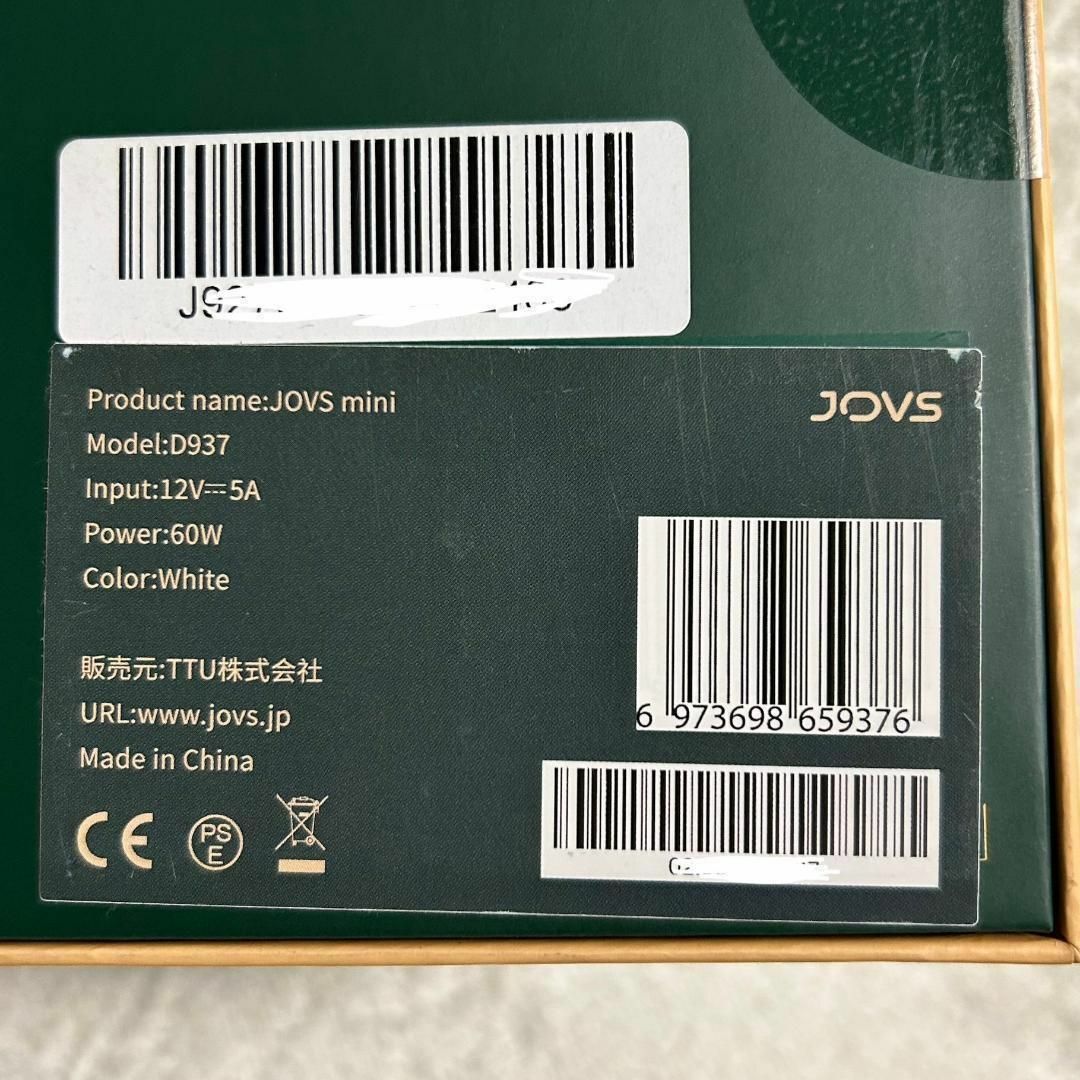 Product name:JOVS mini
JOVS
Model:D937
Input:12V⎓5A
Power:60W
Color:White
6 973698 659376
販売元:TTU株式会社
URL:www.jovs.jp
Made in China
CE
PS
E